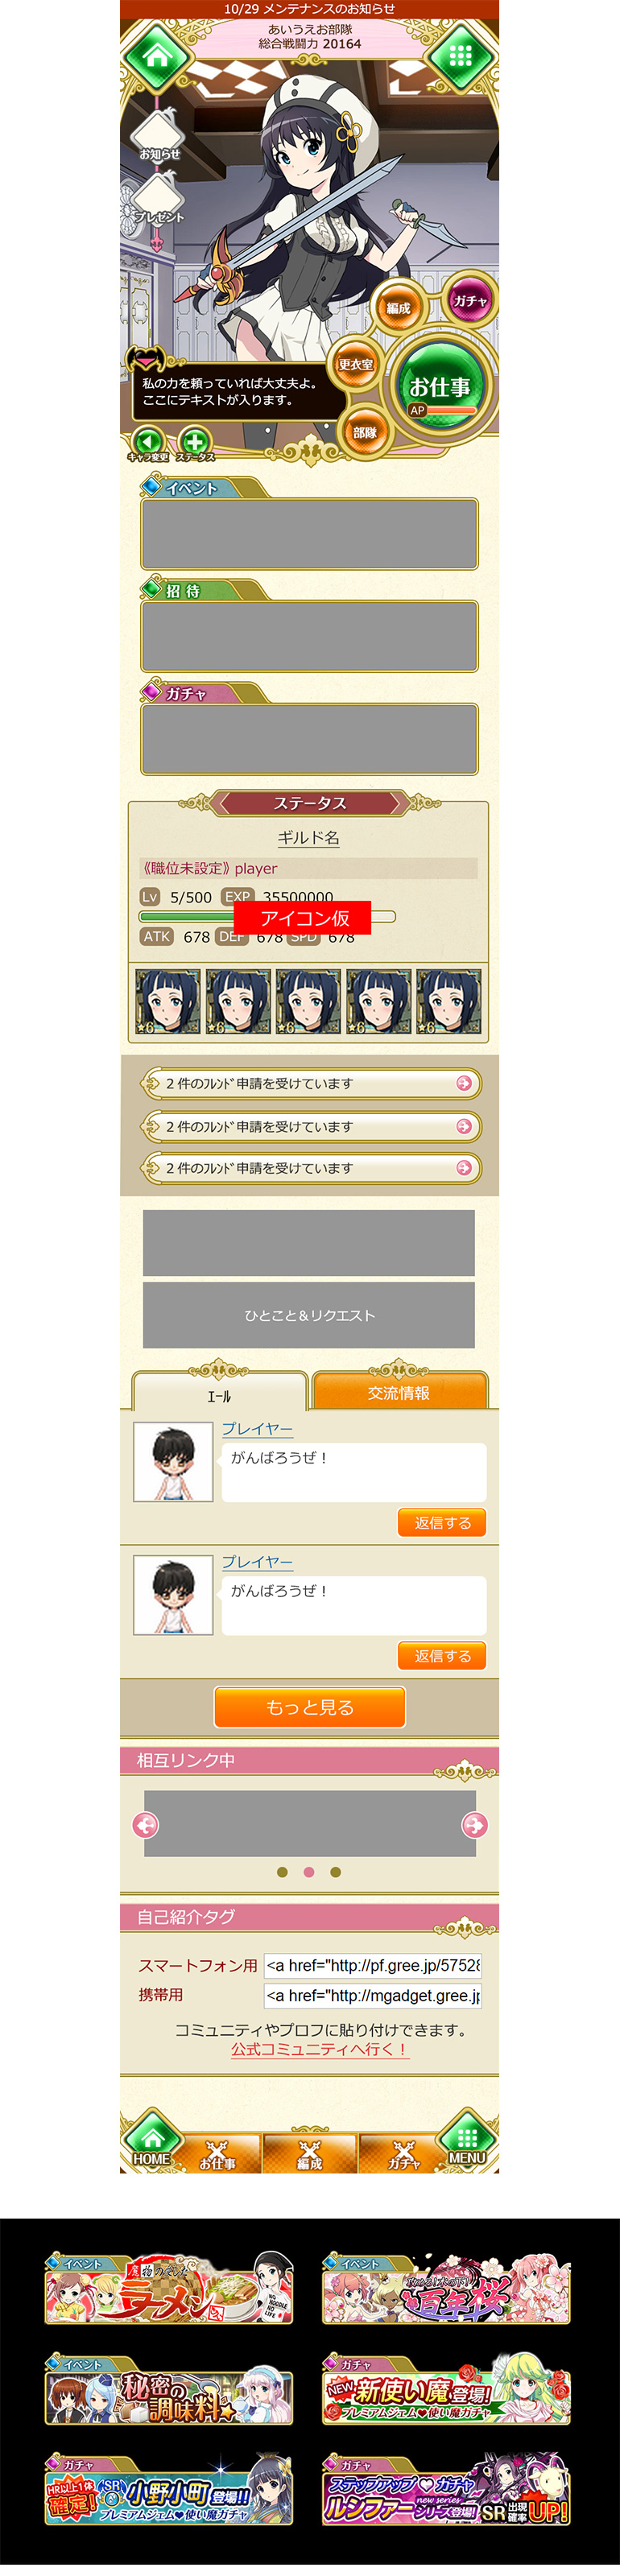 10/29 メンテナンスのお知らせ
あいうえお部隊
総合戦闘力 20164
お知らせ
プレゼント
編成
ガチャ
更衣室
お仕事
AP
部隊
私の力を頼っていれば大丈夫よ。
ここにテキストが入ります。
キャラ変更 ステータス
イベント
招待
ガチャ
ステータス
ギルド名
《職位未設定》player
Lv 5/500 EXP 35500000
アイコン仮
ATK 678 DEF 678 SPD 678
★6 ★6 ★6 ★6 ★6
2件のﾌﾚﾝﾄﾞ申請を受けています
2件のﾌﾚﾝﾄﾞ申請を受けています
2件のﾌﾚﾝﾄﾞ申請を受けています
ひとこと＆リクエスト
ｴｰﾙ
交流情報
プレイヤー
がんばろうぜ！
返信する
プレイヤー
がんばろうぜ！
返信する
もっと見る
相互リンク中
自己紹介タグ
スマートフォン用 <a href="http://pf.gree.jp/57528
携帯用 <a href="http://mgadget.gree.jp
コミュニティやプロフに貼り付けできます。
公式コミュニティへ行く！
HOME お仕事 編成 ガチャ MENU
イベント
ラーメン
NO NOODLE NO LIFE
イベント
百年桜
イベント
秘密の
調味料
ガチャ
NEW 新使い魔登場!
プレミアムジェム♥使い魔ガチャ
ガチャ
HR以上1体
確定!
SR 小野小町 登場!!
プレミアムジェム♥使い魔ガチャ
ガチャ
ステップアップ♥ガチャ
ルシファー new series シリーズ登場!
SR 出現確率UP!